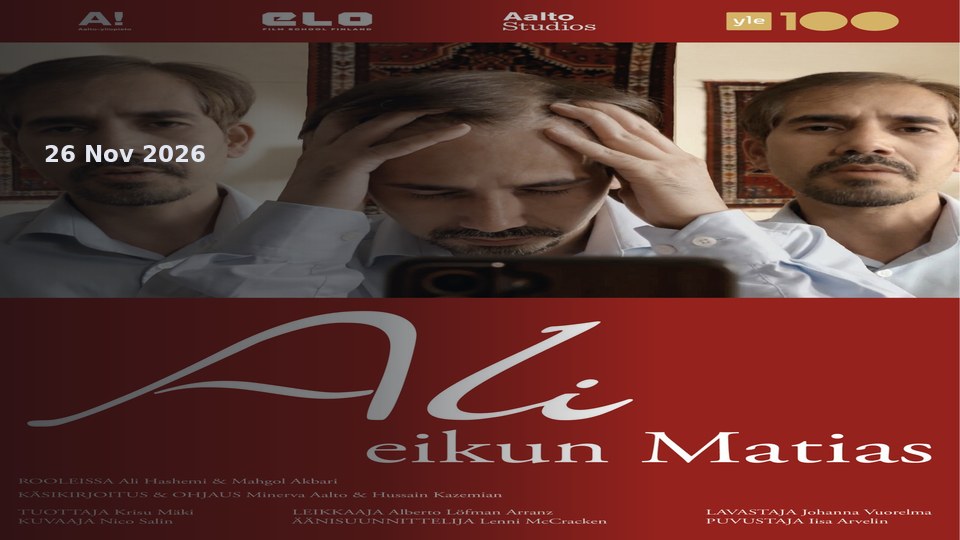 A!
Aalto-yliopisto
ELO
FILM SCHOOL FINLAND
Aalto
Studios
yle 100
26 Nov 2026
Ali
eikun Matias
ROOLEISSA Ali Hashemi & Mahgol Akbari
KÄSIKIRJOITUS & OHJAUS Minerva Aalto & Hussain Kazemian
TUOTTAJA Krisu Mäki
KUVAAJA Nico Salin
LEIKKAAJA Alberto Löfman Arranz
ÄÄNISUUNNITTELIJA Lenni McCracken
LAVASTAJA Johanna Vuorelma
PUVUSTAJA Iisa Arvelin